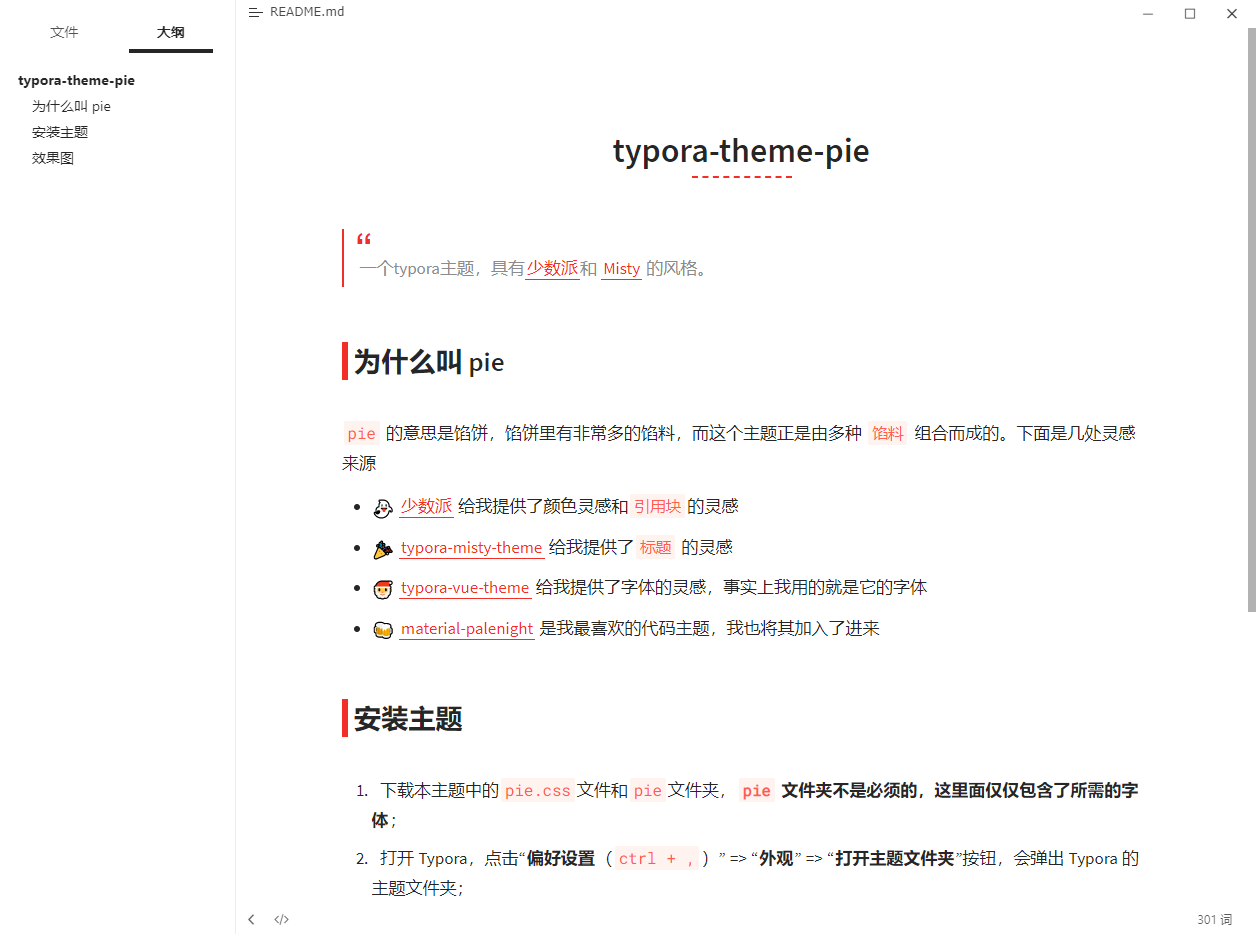 文件 大纲
typora-theme-pie
为什么叫 pie
安装主题
效果图
README.md
typora-theme-pie
“
一个typora主题，具有少数派和 Misty 的风格。
为什么叫 pie
pie 的意思是馅饼，馅饼里有非常多的馅料，而这个主题正是由多种 馅料 组合而成的。下面是几处灵感
来源
少数派 给我提供了颜色灵感和 引用块 的灵感
typora-misty-theme 给我提供了 标题 的灵感
typora-vue-theme 给我提供了字体的灵感，事实上我用的就是它的字体
material-palenight 是我最喜欢的代码主题，我也将其加入了进来
安装主题
1. 下载本主题中的 pie.css 文件和 pie 文件夹， pie 文件夹不是必须的，这里面仅仅包含了所需的字
体；
2. 打开 Typora，点击“偏好设置（ ctrl + , ）” => “外观” => “打开主题文件夹”按钮，会弹出 Typora 的
主题文件夹；
301 词